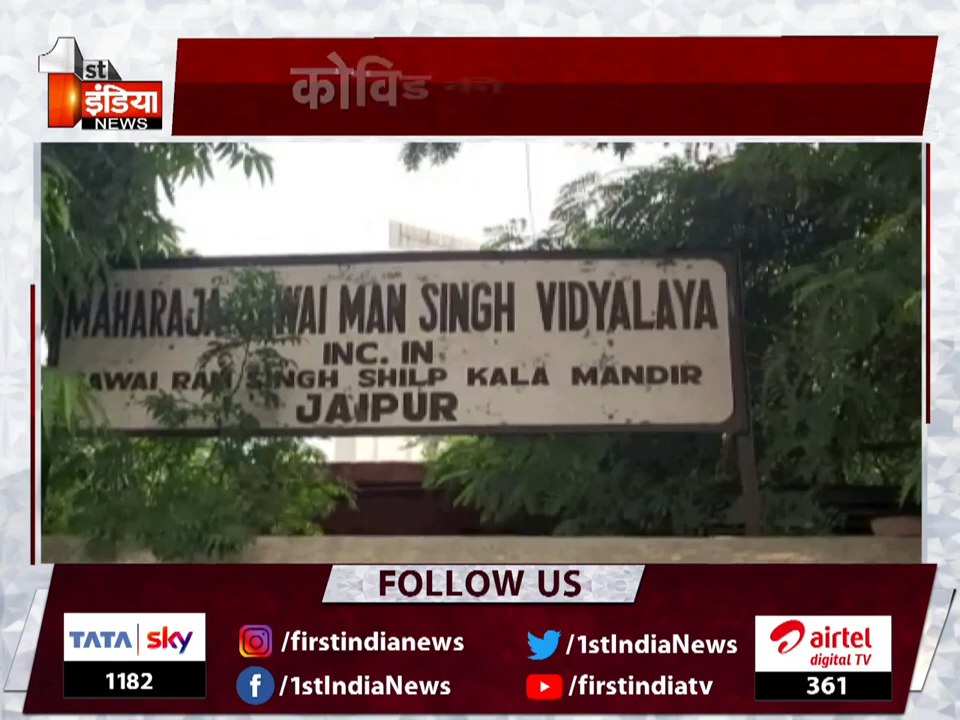 1st
इंडिया
NEWS
कोविड की
MAHARAJA SAWAI MAN SINGH VIDYALAYA
INC. IN
SAWAI RAM SINGH SHILP KALA MANDIR
JAIPUR
FOLLOW US
TATA sky
1182
/firstindianews
/1stIndiaNews
/1stIndiaNews
/firstindiatv
airtel
digital TV
361